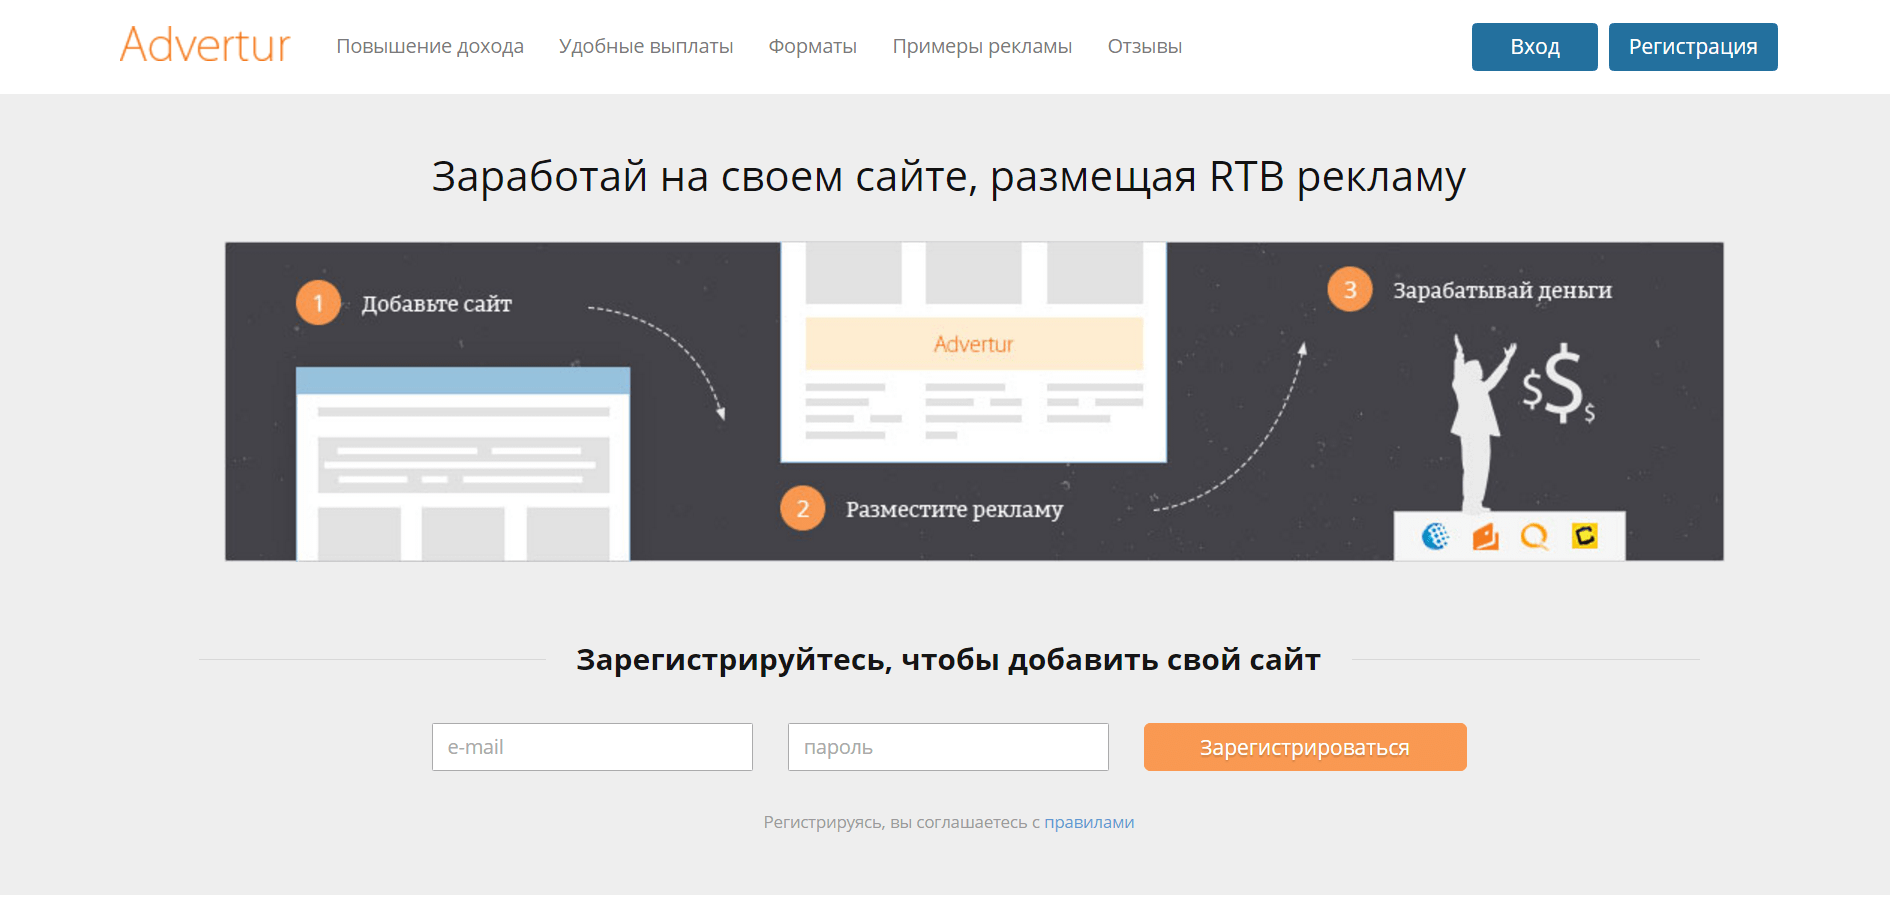 Advertur
Повышение дохода
Удобные выплаты
Форматы
Примеры рекламы
Отзывы
Вход
Регистрация
Заработай на своем сайте, размещая RTB рекламу
1 Добавьте сайт
Advertur
2 Разместите рекламу
3 Зарабатывай деньги
$ $ $
Зарегистрируйтесь, чтобы добавить свой сайт
e-mail
пароль
Зарегистрироваться
Регистрируясь, вы соглашаетесь с правилами